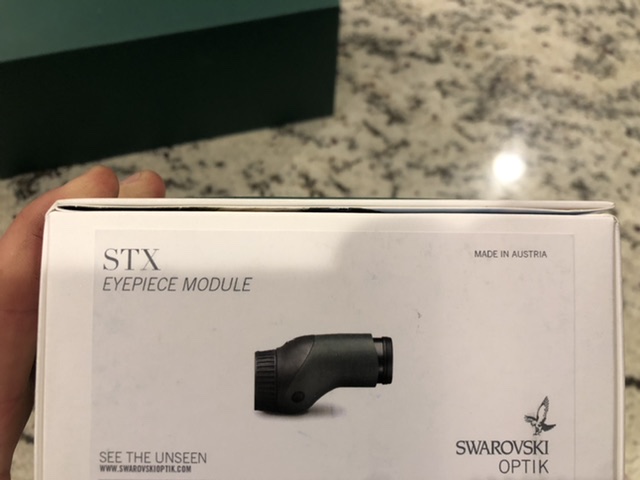 STX
EYEPIECE MODULE
MADE IN AUSTRIA
SEE THE UNSEEN
WWW.SWAROVSKIOPTIK.COM
SWAROVSKI
OPTIK